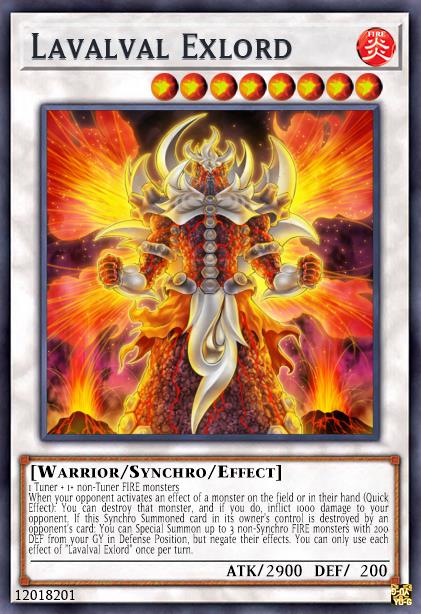 Lavalval Exlord
FIRE
炎
[Warrior/Synchro/Effect]
1 Tuner + 1+ non-Tuner FIRE monsters
When your opponent activates an effect of a monster on the field or in their hand (Quick
Effect): You can destroy that monster, and if you do, inflict 1000 damage to your
opponent. If this Synchro Summoned card in its owner's control is destroyed by an
opponent's card: You can Special Summon up to 3 non-Synchro FIRE monsters with 200
DEF from your GY in Defense Position, but negate their effects. You can only use each
effect of "Lavalval Exlord" once per turn.
ATK/2900 DEF/ 200
12018201